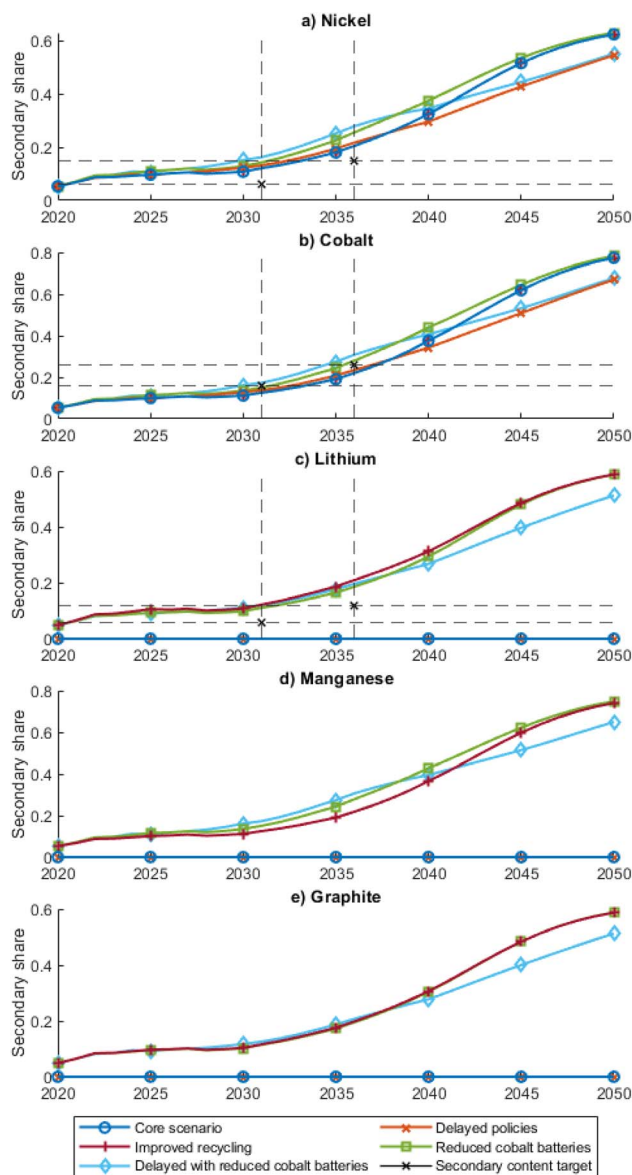 a) Nickel
Secondary share
0.6
0.4
0.2
0
2020 2025 2030 2035 2040 2045 2050
b) Cobalt
Secondary share
0.8
0.6
0.4
0.2
0
2020 2025 2030 2035 2040 2045 2050
c) Lithium
Secondary share
0.6
0.4
0.2
0
2020 2025 2030 2035 2040 2045 2050
d) Manganese
Secondary share
0.8
0.6
0.4
0.2
0
2020 2025 2030 2035 2040 2045 2050
e) Graphite
Secondary share
0.6
0.4
0.2
0
2020 2025 2030 2035 2040 2045 2050
Core scenario Delayed policies
Improved recycling Reduced cobalt batteries
Delayed with reduced cobalt batteries Secondary content target